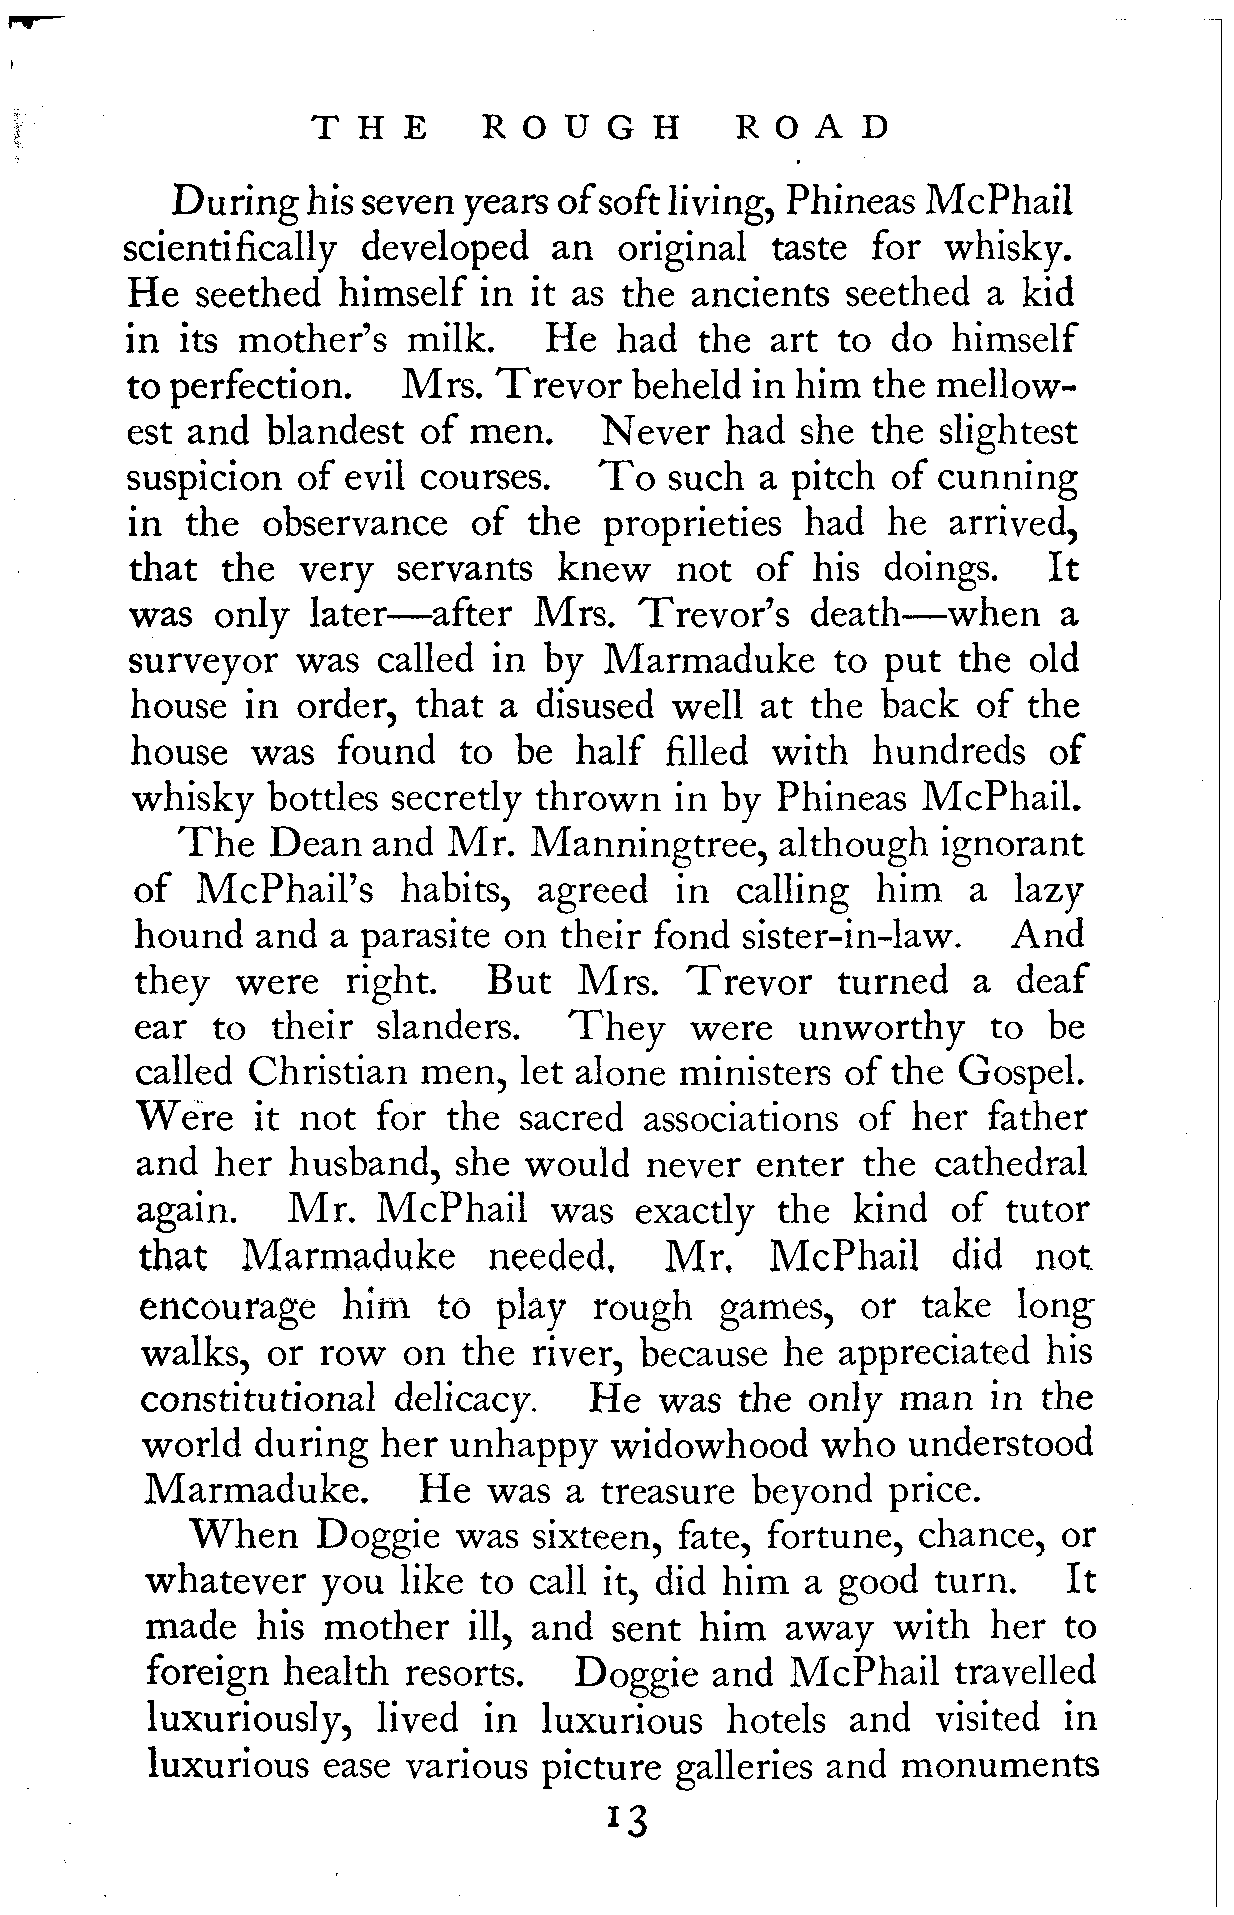 THE ROUGH ROAD
During his seven years of soft living, Phineas McPhail
scientifically developed an original taste for whisky.
He seethed himself in it as the ancients seethed a kid
in its mother's milk. He had the art to do himself
to perfection. Mrs. Trevor beheld in him the mellow-
est and blandest of men. Never had she the slightest
suspicion of evil courses. To such a pitch of cunning
in the observance of the proprieties had he arrived,
that the very servants knew not of his doings. It
was only later—after Mrs. Trevor's death—when a
surveyor was called in by Marmaduke to put the old
house in order, that a disused well at the back of the
house was found to be half filled with hundreds of
whisky bottles secretly thrown in by Phineas McPhail.
The Dean and Mr. Manningtree, although ignorant
of McPhail's habits, agreed in calling him a lazy
hound and a parasite on their fond sister-in-law. And
they were right. But Mrs. Trevor turned a deaf
ear to their slanders. They were unworthy to be
called Christian men, let alone ministers of the Gospel.
Were it not for the sacred associations of her father
and her husband, she would never enter the cathedral
again. Mr. McPhail was exactly the kind of tutor
that Marmaduke needed. Mr. McPhail did not
encourage him to play rough games, or take long
walks, or row on the river, because he appreciated his
constitutional delicacy. He was the only man in the
world during her unhappy widowhood who understood
Marmaduke. He was a treasure beyond price.
When Doggie was sixteen, fate, fortune, chance, or
whatever you like to call it, did him a good turn. It
made his mother ill, and sent him away with her to
foreign health resorts. Doggie and McPhail travelled
luxuriously, lived in luxurious hotels and visited in
luxurious ease various picture galleries and monuments
13